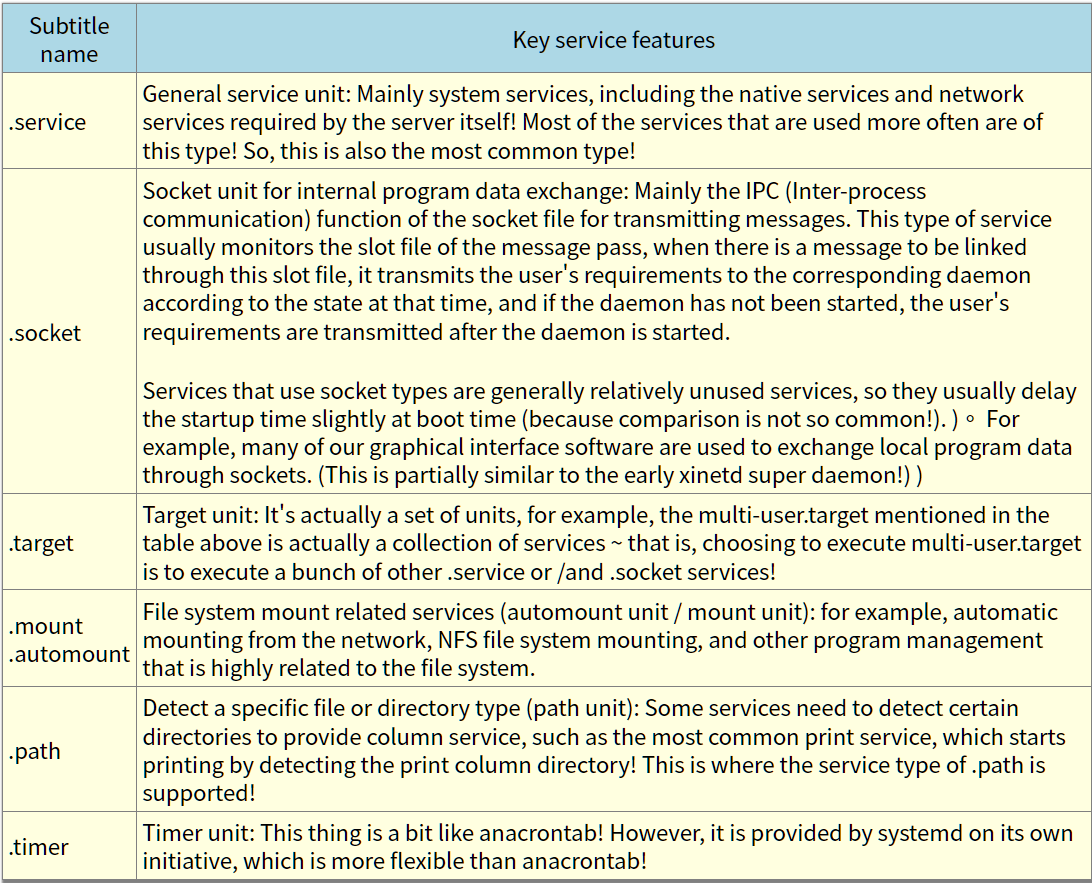 Subtitle
name
Key service features
.service
General service unit: Mainly system services, including the native services and network
services required by the server itself! Most of the services that are used more often are of
this type! So, this is also the most common type!
.socket
Socket unit for internal program data exchange: Mainly the IPC (Inter-process
communication) function of the socket file for transmitting messages. This type of service
usually monitors the slot file of the message pass, when there is a message to be linked
through this slot file, it transmits the user's requirements to the corresponding daemon
according to the state at that time, and if the daemon has not been started, the user's
requirements are transmitted after the daemon is started.
Services that use socket types are generally relatively unused services, so they usually delay
the startup time slightly at boot time (because comparison is not so common!). ) 。 For
example, many of our graphical interface software are used to exchange local program data
through sockets. (This is partially similar to the early xinetd super daemon!) )
.target
Target unit: It's actually a set of units, for example, the multi-user.target mentioned in the
table above is actually a collection of services ~ that is, choosing to execute multi-user.target
is to execute a bunch of other .service or /and .socket services!
.mount
.automount
File system mount related services (automount unit / mount unit): for example, automatic
mounting from the network, NFS file system mounting, and other program management
that is highly related to the file system.
.path
Detect a specific file or directory type (path unit): Some services need to detect certain
directories to provide column service, such as the most common print service, which starts
printing by detecting the print column directory! This is where the service type of .path is
supported!
.timer
Timer unit: This thing is a bit like anacrontab! However, it is provided by systemd on its own
initiative, which is more flexible than anacrontab!